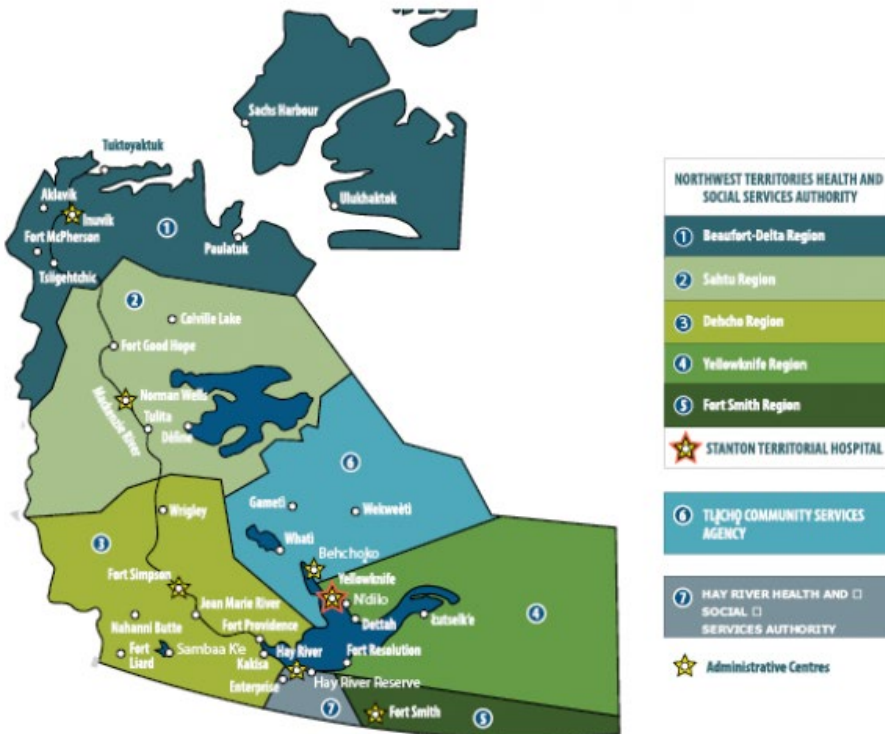 Sachs Harbour
Tuktoyaktuk
Aklavik
Ulukhaktok
Inuvik
1
Fort McPherson
Paulatuk
Tsiigehtchic
2
Colville Lake
Fort Good Hope
Norman Wells
Mackenzie River
Tulita
Déline
6
Gametì
Wekweètì
Wrigley
Whatì
3
Behchojko
Fort Simpson
Yellowknife
N'dilo
Jean Marie River
Dettah
Łutselk'e
4
Nahanni Butte
Fort Providence
Fort
Liard
Sambaa K'e
Hay River
Kakisa
Fort Resolution
Enterprise
Hay River Reserve
7
Fort Smith
5
NORTHWEST TERRITORIES HEALTH AND
SOCIAL SERVICES AUTHORITY
1 Beaufort-Delta Region
2 Sahtu Region
3 Dehcho Region
4 Yellowknife Region
5 Fort Smith Region
STANTON TERRITORIAL HOSPITAL
6 TŁĮCHǪ COMMUNITY SERVICES
AGENCY
7 HAY RIVER HEALTH AND □
SOCIAL □
SERVICES AUTHORITY
Administrative Centres